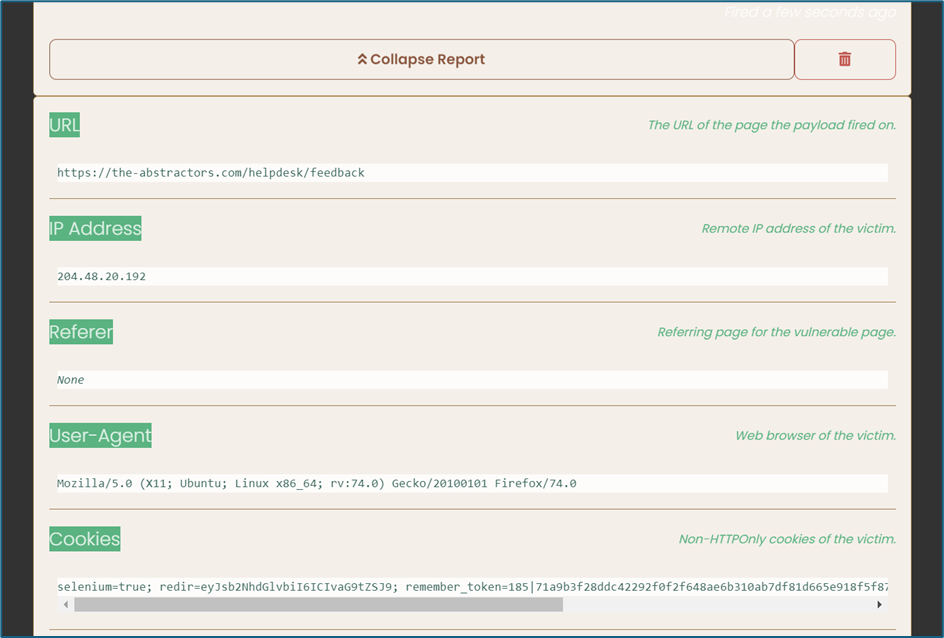 Fired a few seconds ago
Collapse Report
URL
The URL of the page the payload fired on.
https://the-abstractors.com/helpdesk/feedback
IP Address
Remote IP address of the victim.
204.48.20.192
Referer
Referring page for the vulnerable page.
None
User-Agent
Web browser of the victim.
Mozilla/5.0 (X11; Ubuntu; Linux x86_64; rv:74.0) Gecko/20100101 Firefox/74.0
Cookies
Non-HTTPOnly cookies of the victim.
selenium=true; redir=eyJsb2NhdGlvbiI6ICIvaG9tZSJ9; remember_token=185|71a9b3f28ddc42292f0f2f648ae6b310ab7df81d665e918f5f87